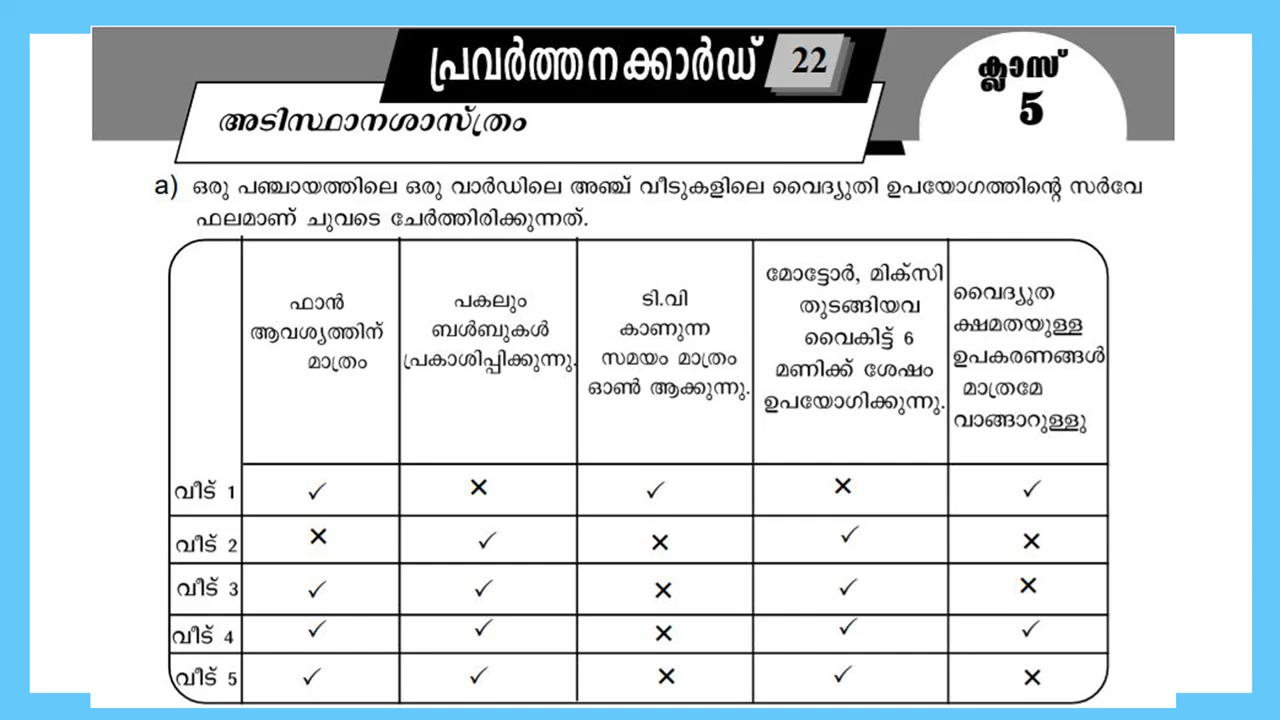 പ്രവർത്തനക്കാർഡ് 22
ക്ലാസ്
5
അടിസ്ഥാനശാസ്ത്രം
a) ഒരു പഞ്ചായത്തിലെ ഒരു വാർഡിലെ അഞ്ച് വീടുകളിലെ വൈദ്യുതി ഉപയോഗത്തിന്റെ സർവേ
ഫലമാണ് ചുവടെ ചേർത്തിരിക്കുന്നത്.
ഫാൻ
ആവശ്യത്തിന്
മാത്രം
പകലും
ബൾബുകൾ
പ്രകാശിപ്പിക്കുന്നു.
ടി.വി
കാണുന്ന
സമയം മാത്രം
ഓൺ ആക്കുന്നു.
മോട്ടോർ, മിക്സി
തുടങ്ങിയവ
വൈകിട്ട് 6
മണിക്ക് ശേഷം
ഉപയോഗിക്കുന്നു.
വൈദ്യുത
ക്ഷമതയുള്ള
ഉപകരണങ്ങൾ
മാത്രമേ
വാങ്ങാറുള്ളു
വീട് 1 ✓ × ✓ × ✓
വീട് 2 × ✓ × ✓ ×
വീട് 3 ✓ ✓ × ✓ ×
വീട് 4 ✓ ✓ × ✓ ✓
വീട് 5 ✓ ✓ × ✓ ×